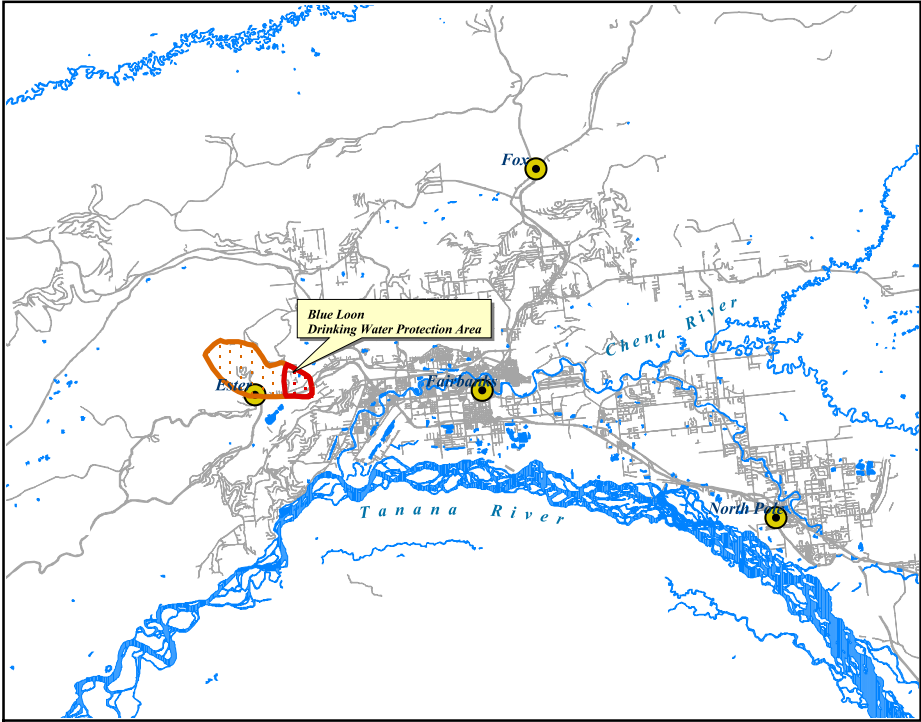 Fox
Blue Loon
Drinking Water Protection Area
Chena River
Ester
Fairbanks
Tanana River
North Pole